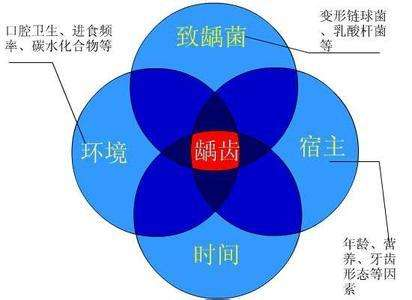 口腔卫生、进食频
率、碳水化合物等
变形链球菌
、乳酸杆菌
等
致龋菌
环境
龋齿
宿主
时间
年龄、营
养、牙齿
形态等因
素